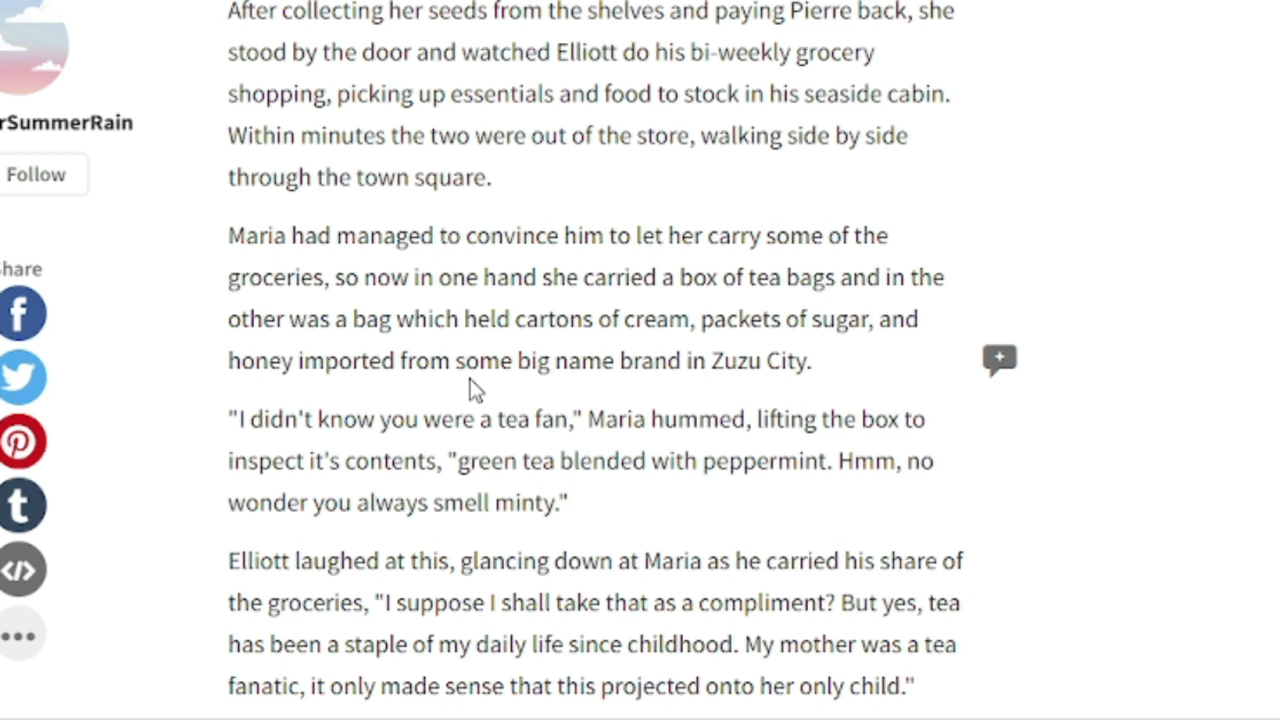 After collecting her seeds from the shelves and paying Pierre back, she
stood by the door and watched Elliott do his bi-weekly grocery
shopping, picking up essentials and food to stock in his seaside cabin.
Within minutes the two were out of the store, walking side by side
through the town square.
rSummerRain
Follow
Share
Maria had managed to convince him to let her carry some of the
groceries, so now in one hand she carried a box of tea bags and in the
other was a bag which held cartons of cream, packets of sugar, and
honey imported from some big name brand in Zuzu City.
"I didn't know you were a tea fan," Maria hummed, lifting the box to
inspect it's contents, "green tea blended with peppermint. Hmm, no
wonder you always smell minty."
Elliott laughed at this, glancing down at Maria as he carried his share of
the groceries, "I suppose I shall take that as a compliment? But yes, tea
has been a staple of my daily life since childhood. My mother was a tea
fanatic, it only made sense that this projected onto her only child."